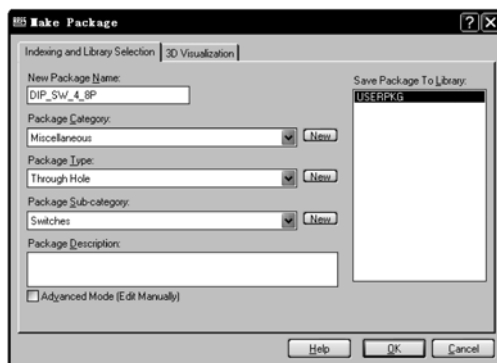 Make Package
Indexing and Library Selection
3D Visualization
New Package Name:
DIP_SW_4_8P
Package Category:
Miscellaneous
New
Package Type:
Through Hole
New
Package Sub-category:
Switches
New
Package Description:
Advanced Mode (Edit Manually)
Save Package To Library:
USERPKG
Help
OK
Cancel